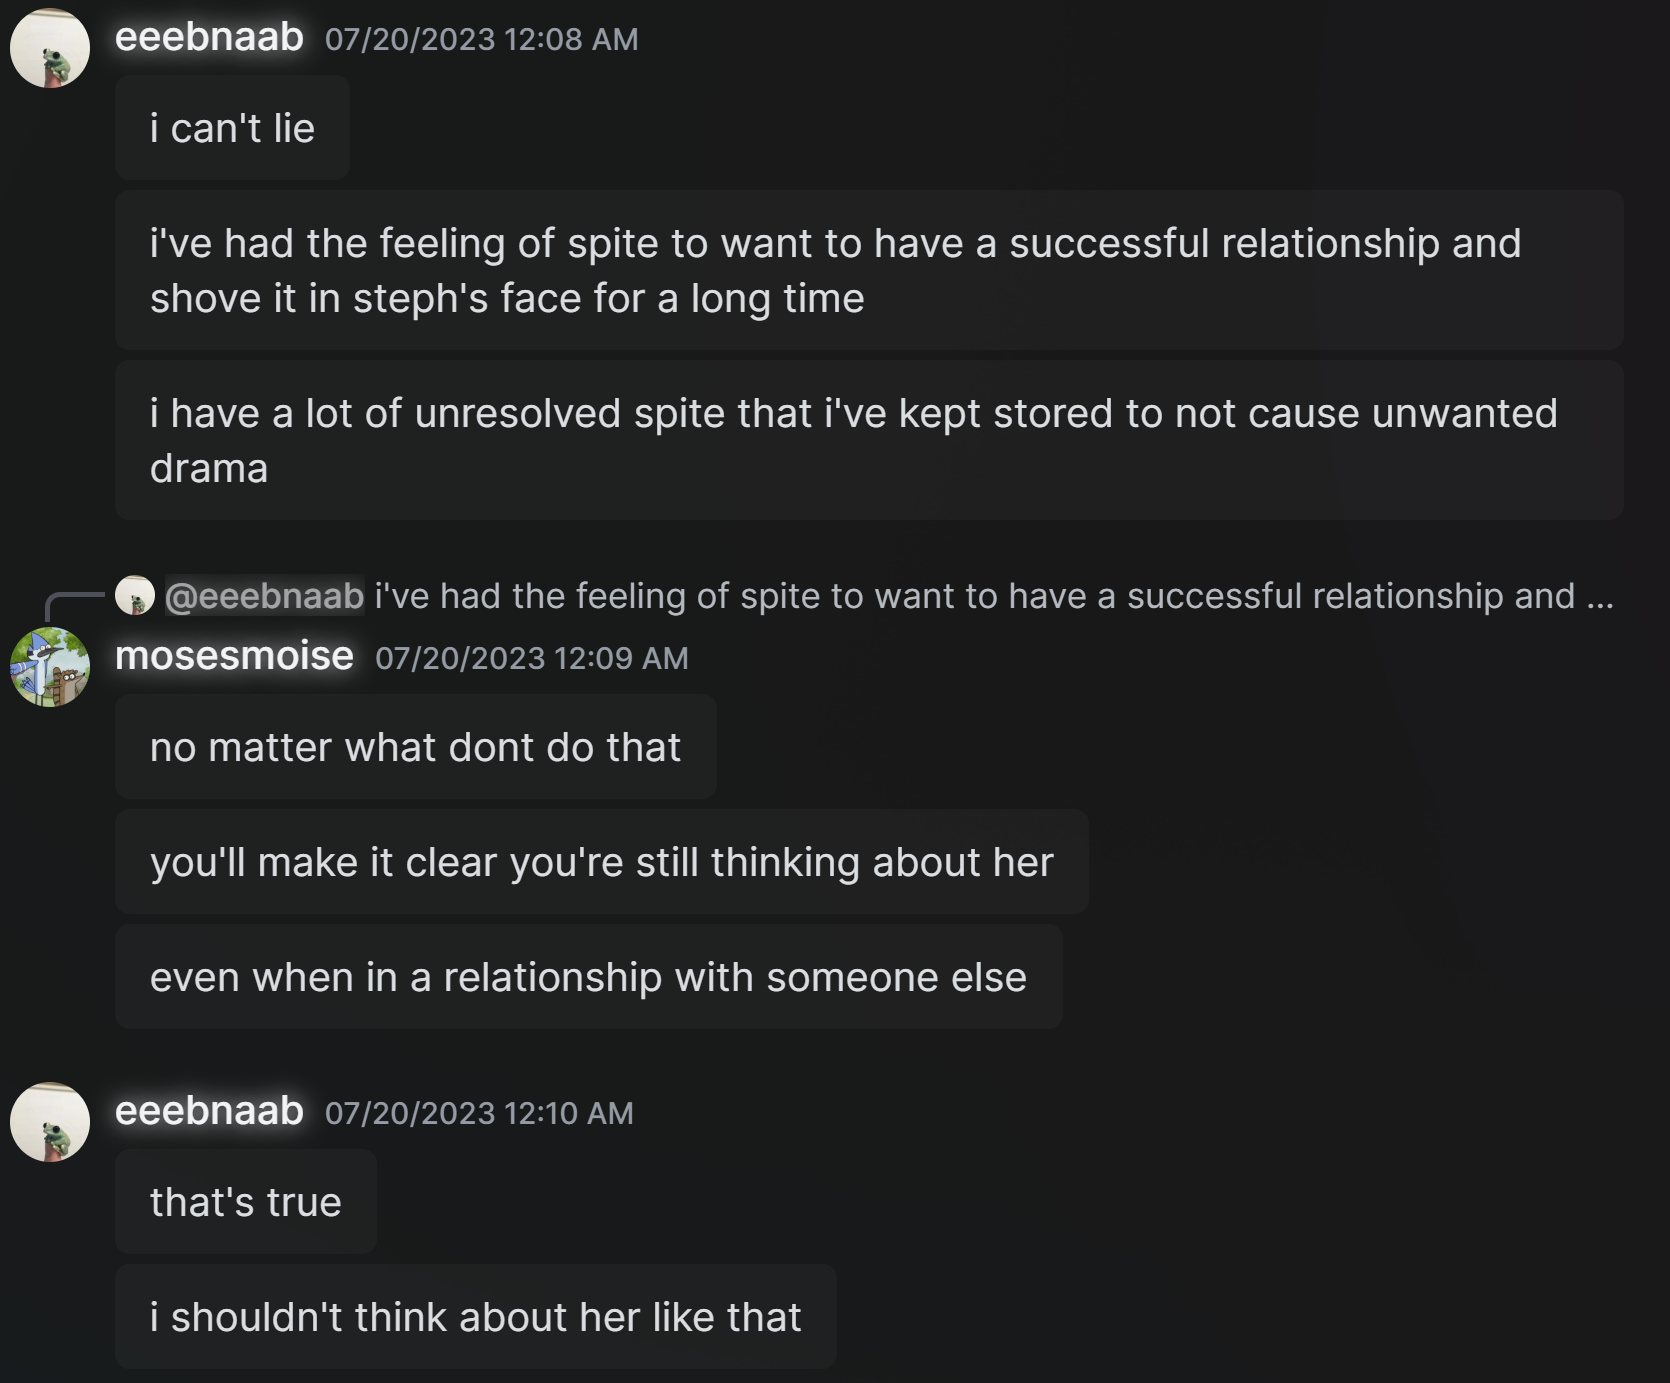 eeebnaab 07/20/2023 12:08 AM
i can't lie
i've had the feeling of spite to want to have a successful relationship and
shove it in steph's face for a long time
i have a lot of unresolved spite that i've kept stored to not cause unwanted
drama
@eeebnaab i've had the feeling of spite to want to have a successful relationship and ...
mosesmoise 07/20/2023 12:09 AM
no matter what dont do that
you'll make it clear you're still thinking about her
even when in a relationship with someone else
eeebnaab 07/20/2023 12:10 AM
that's true
i shouldn't think about her like that